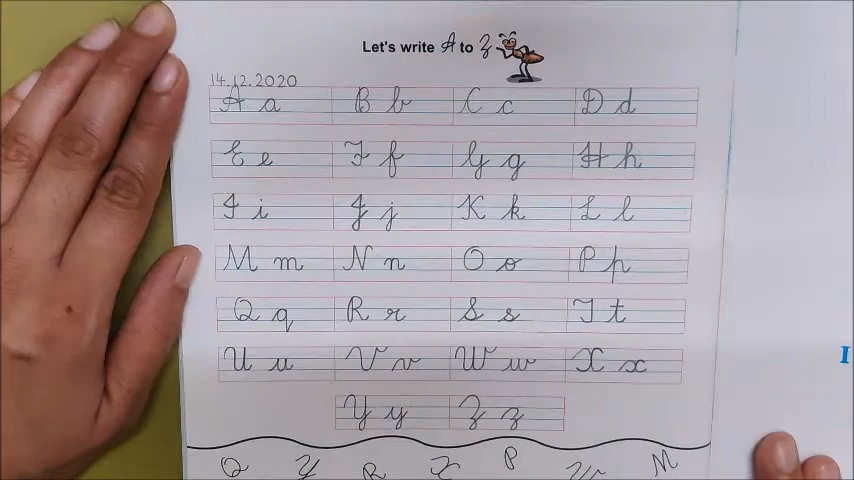 Let's write A to Z
14.12.2020
A a B b C c D d
E e F f G g H h
I i J j K k L l
M m N n O o P p
Q q R r S s T t
U u V v W w X x
Y y Z z
I
Q Y R X P W M